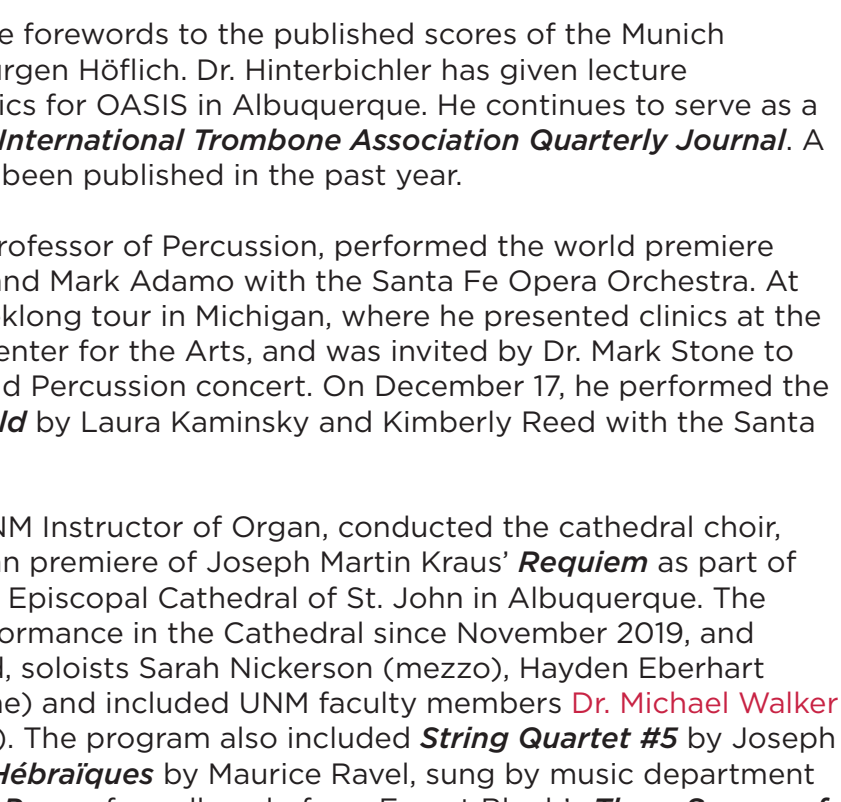 e forewords to the published scores of the Munich
ürgen Höflich. Dr. Hinterbichler has given lecture
ics for OASIS in Albuquerque. He continues to serve as a
International Trombone Association Quarterly Journal. A
been published in the past year.
rofessor of Percussion, performed the world premiere
and Mark Adamo with the Santa Fe Opera Orchestra. At
klong tour in Michigan, where he presented clinics at the
enter for the Arts, and was invited by Dr. Mark Stone to
d Percussion concert. On December 17, he performed the
ld by Laura Kaminsky and Kimberly Reed with the Santa
NM Instructor of Organ, conducted the cathedral choir,
an premiere of Joseph Martin Kraus’ Requiem as part of
Episcopal Cathedral of St. John in Albuquerque. The
ormance in the Cathedral since November 2019, and
l, soloists Sarah Nickerson (mezzo), Hayden Eberhart
ne) and included UNM faculty members Dr. Michael Walker
). The program also included String Quartet #5 by Joseph
Hébraïques by Maurice Ravel, sung by music department